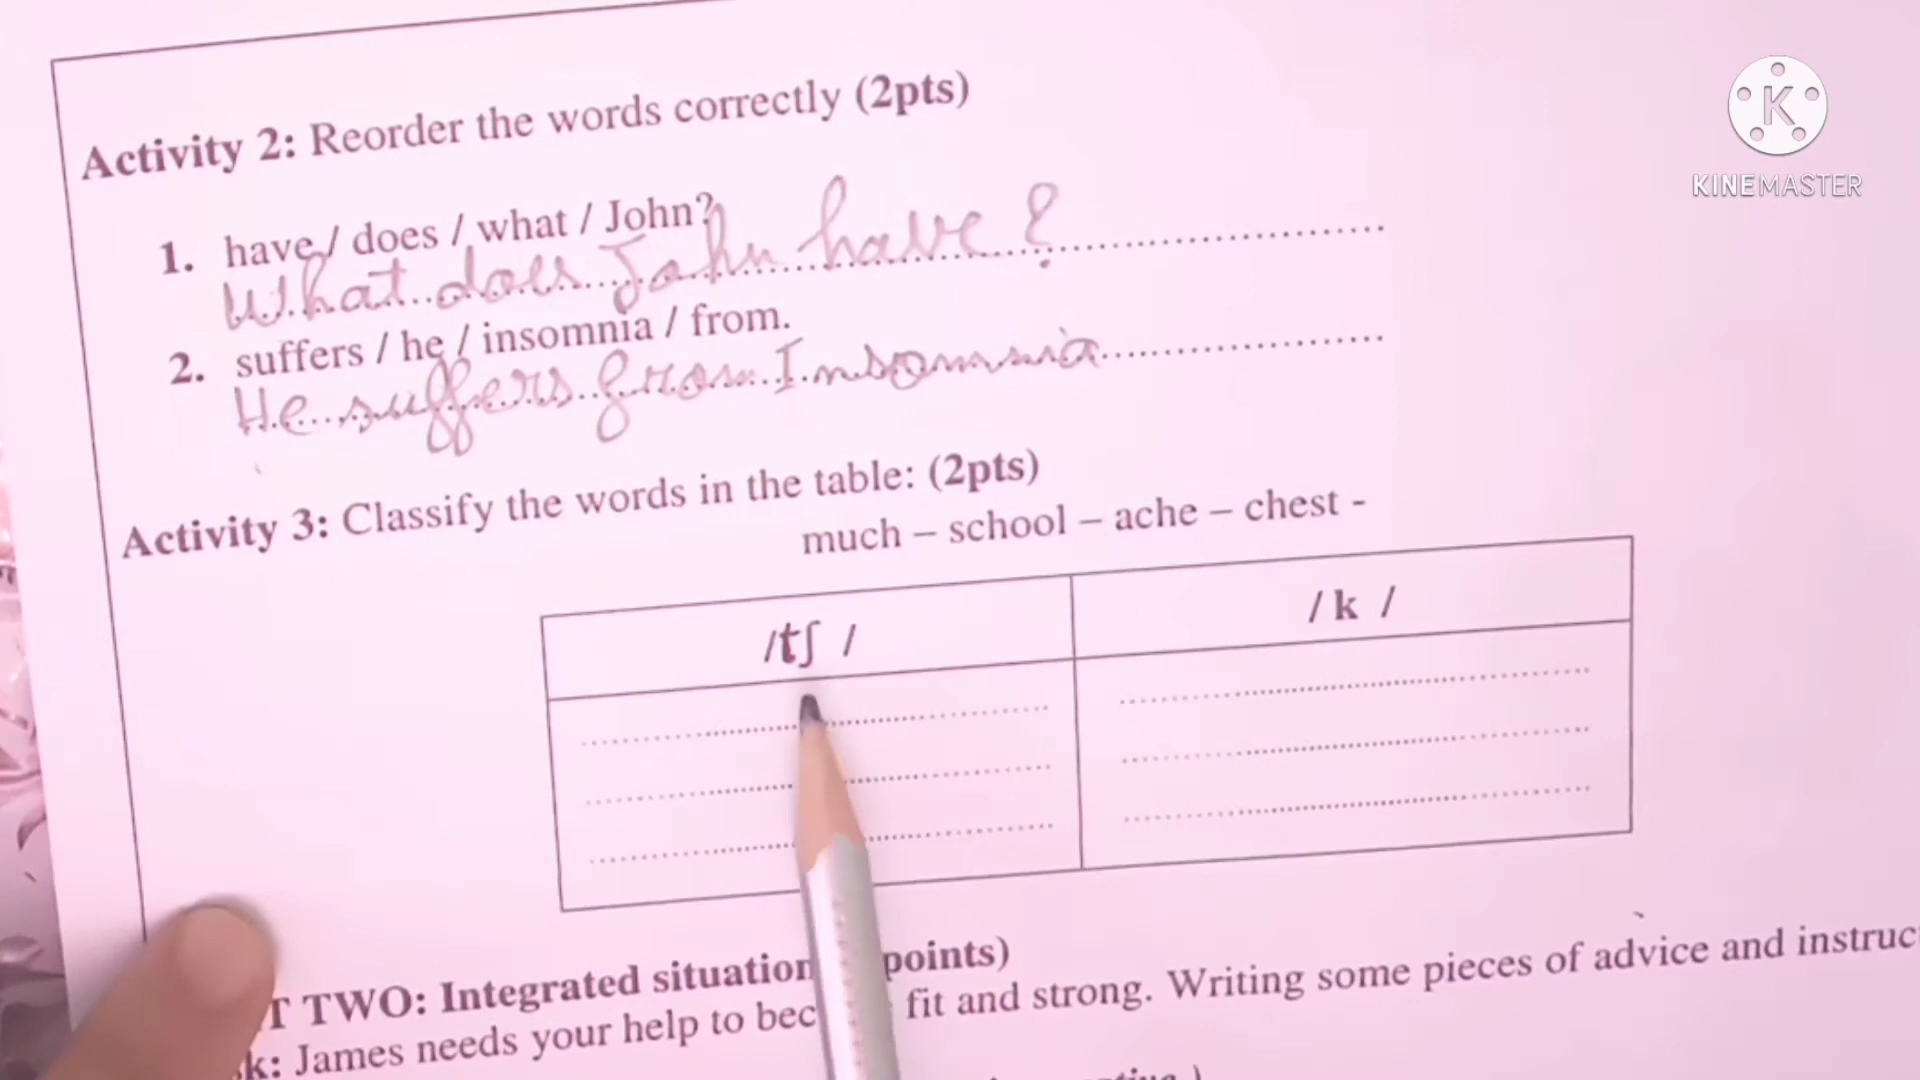 Activity 2: Reorder the words correctly (2pts)
KINEMASTER
1. have / does / what / John?
What does John have ?
2. suffers / he / insomnia / from.
He suffers from Insomnia
Activity 3: Classify the words in the table: (2pts)
much – school – ache – chest -
/tʃ / / k /
T TWO: Integrated situation points)
k: James needs your help to bec fit and strong. Writing some pieces of advice and instruc